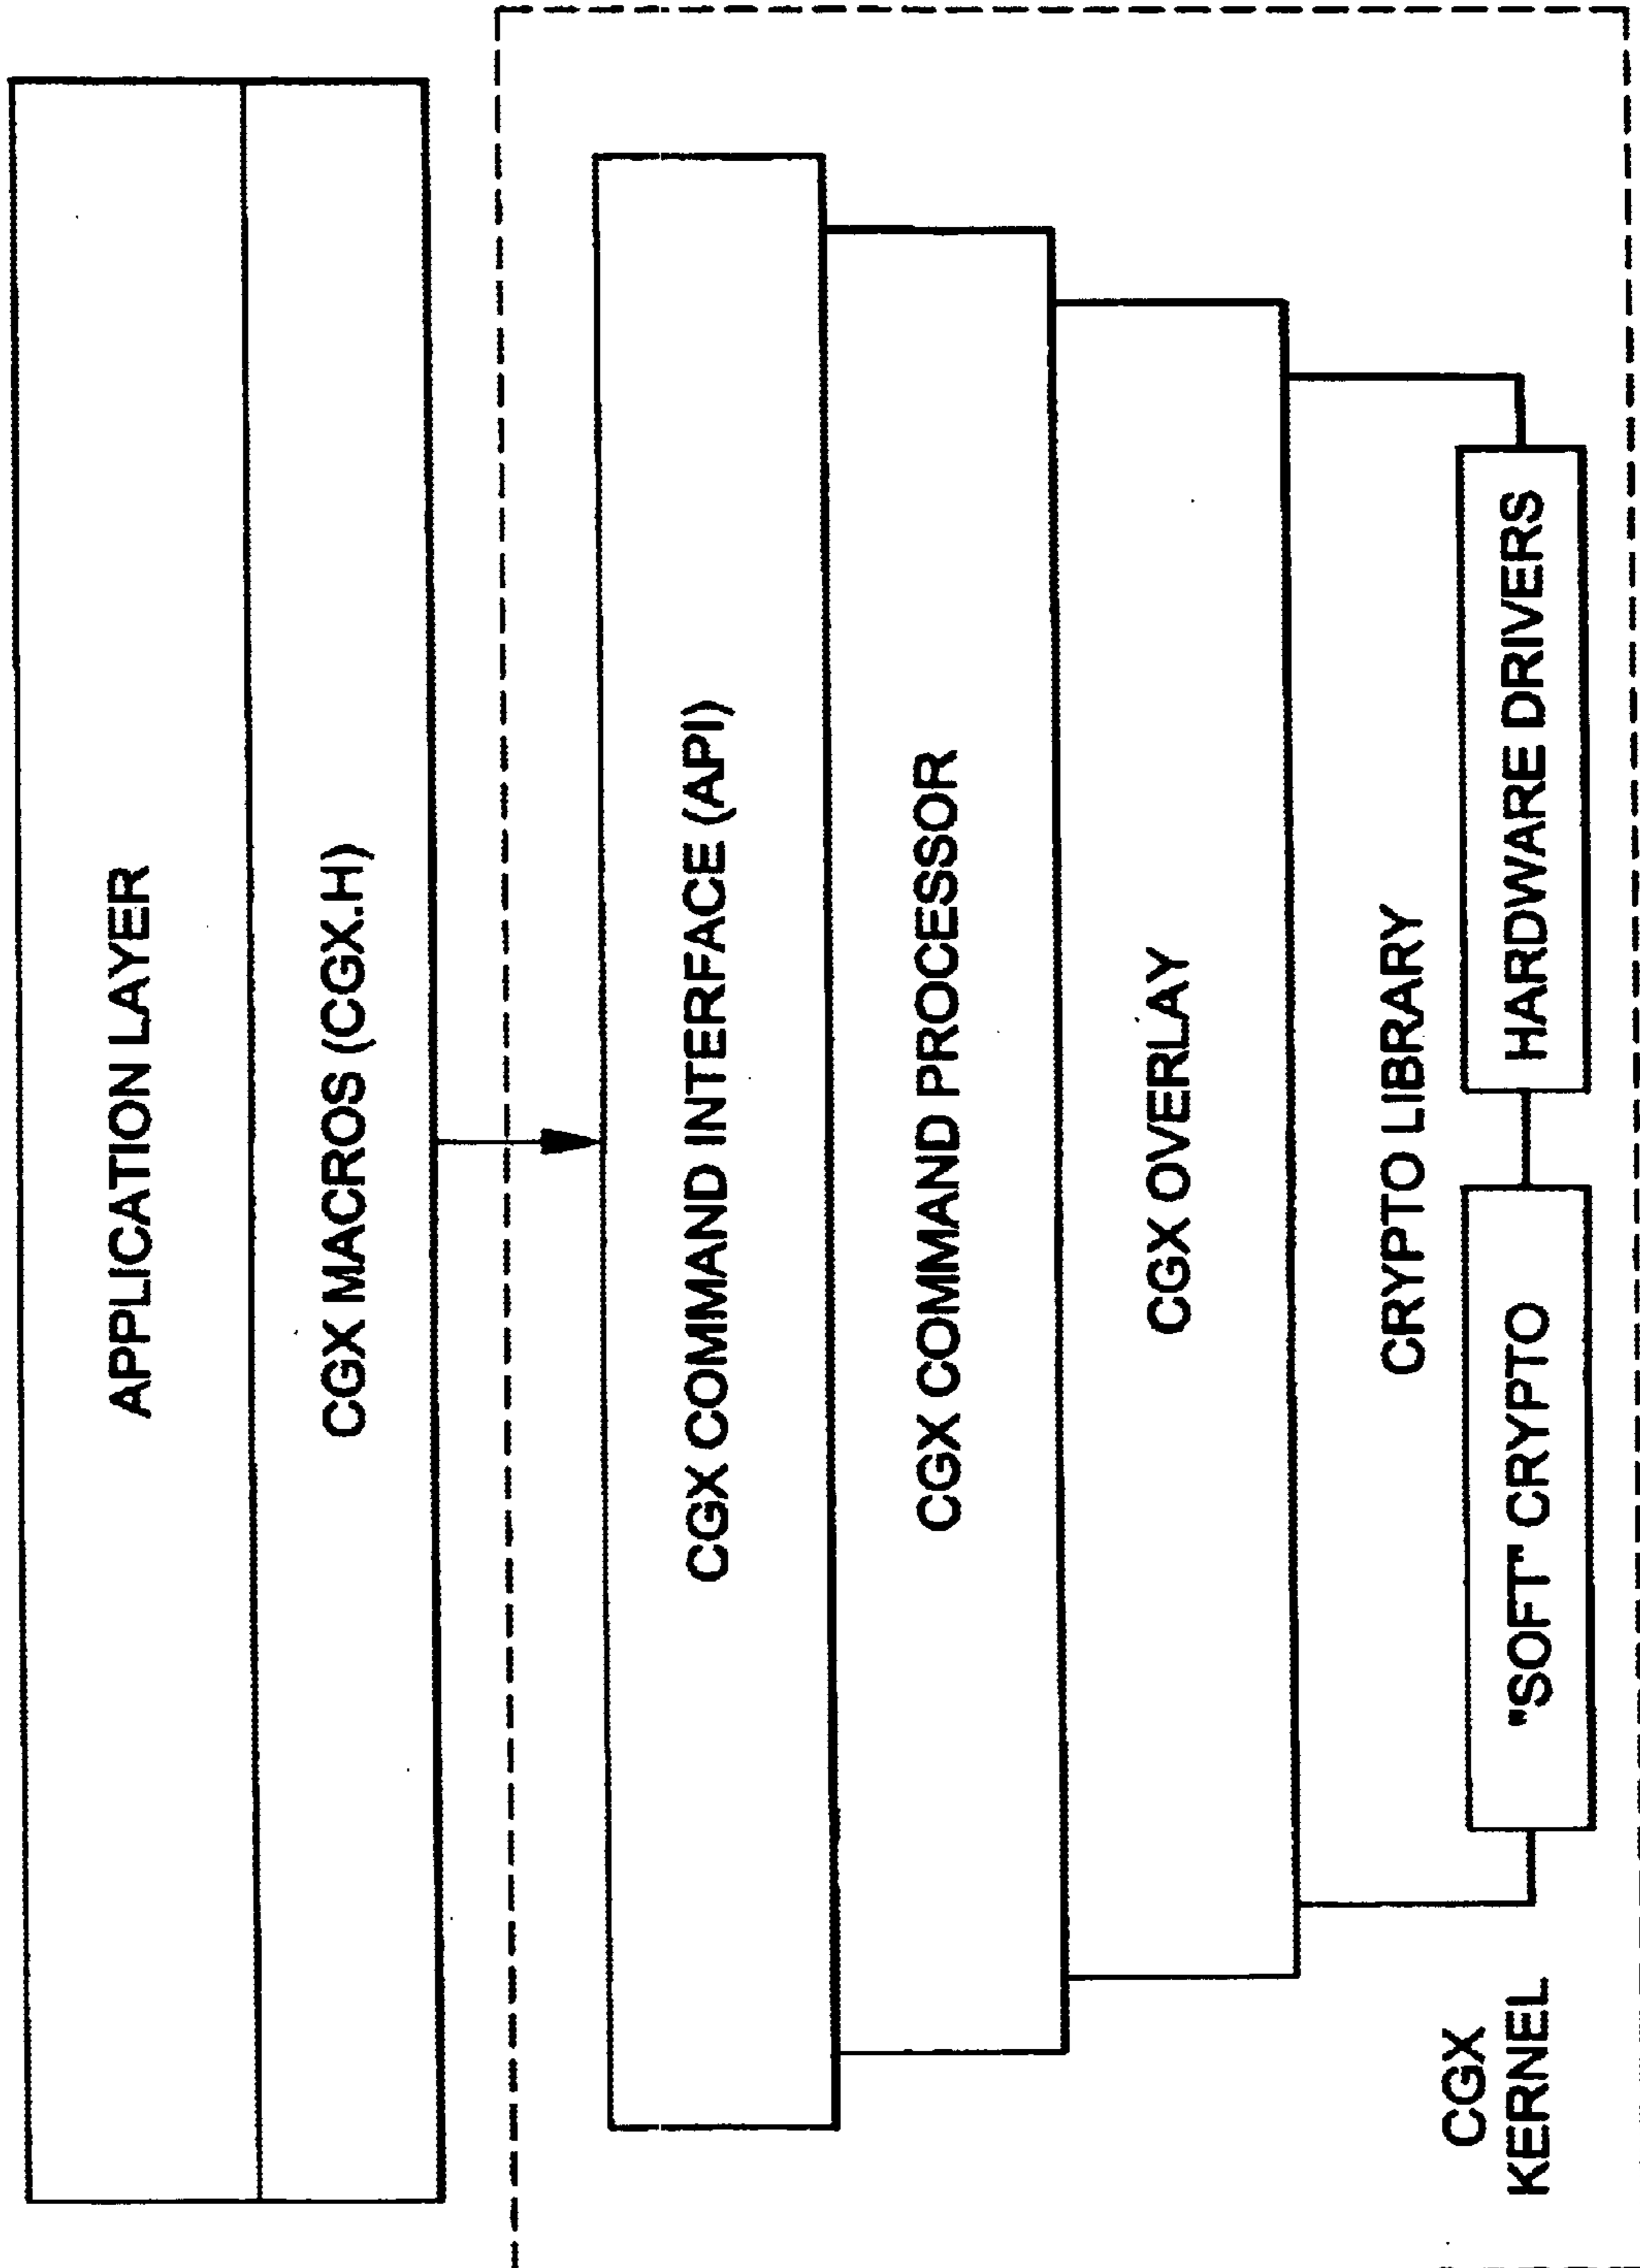 APPLICATION LAYER
CGX MACROS (CGX.H)
CGX COMMAND INTERFACE (API)
CGX COMMAND PROCESSOR
CGX OVERLAY
CRYPTO LIBRARY
"SOFT" CRYPTO
HARDWARE DRIVERS
CGX
KERNEL